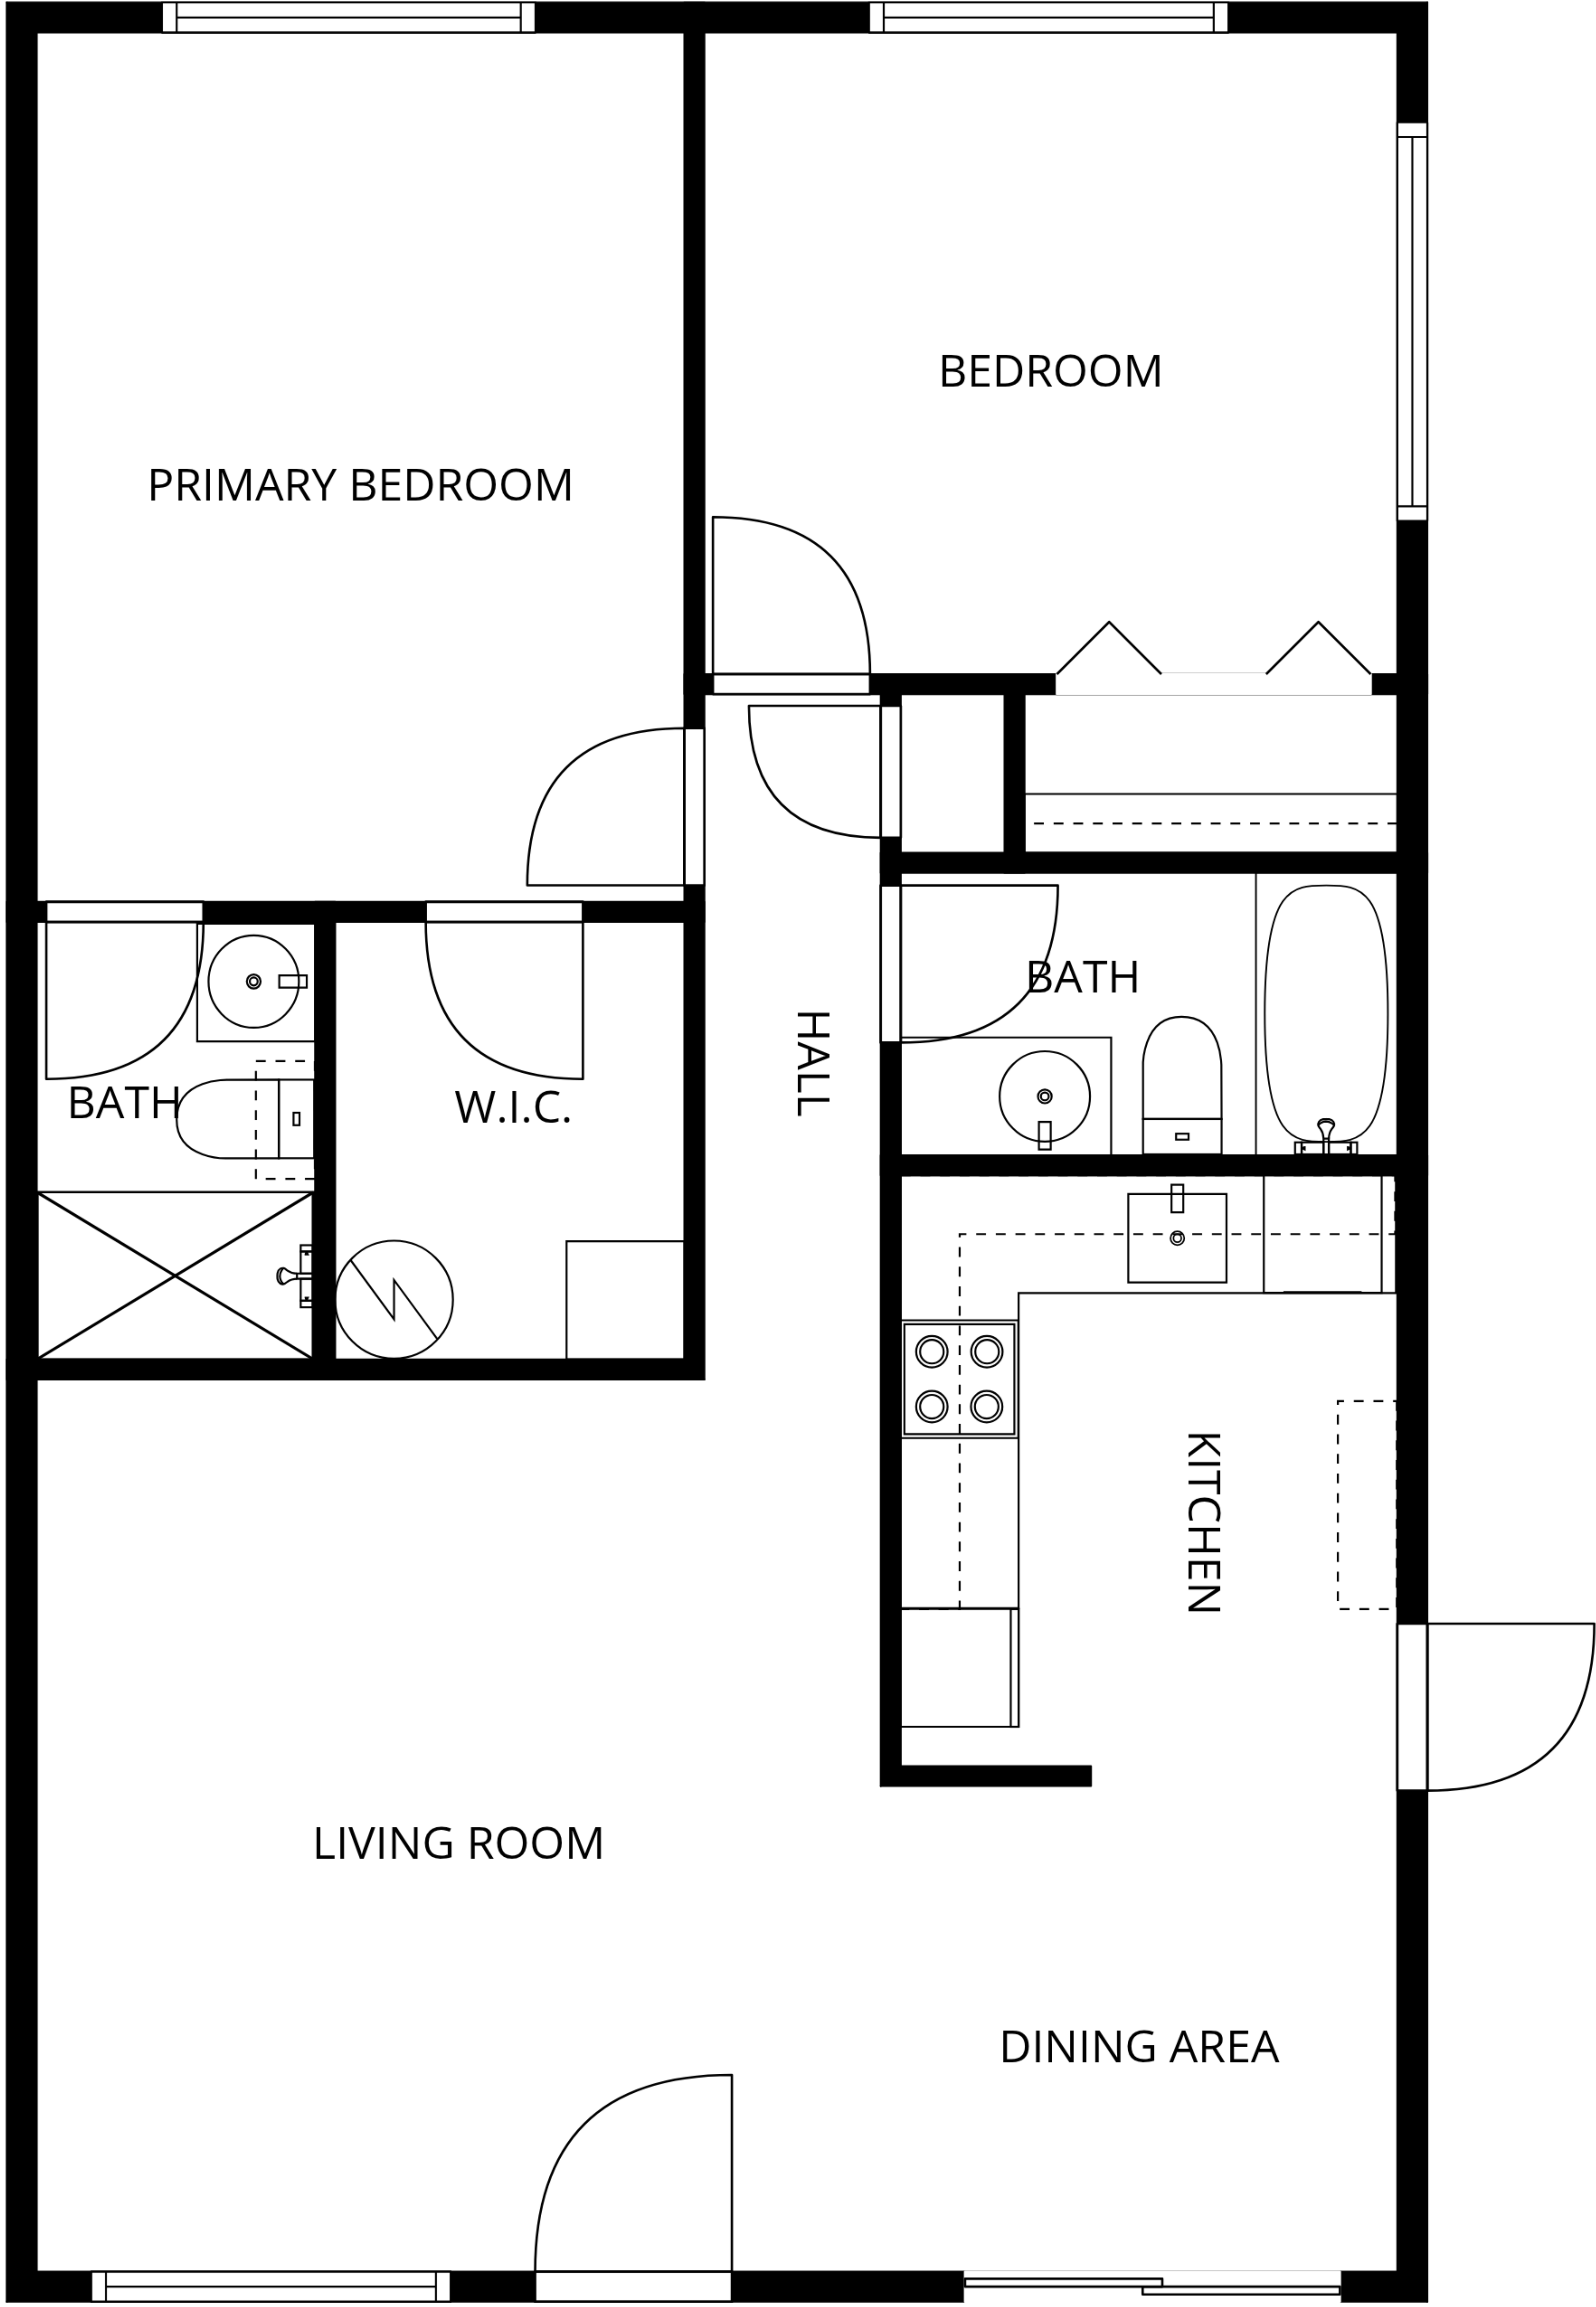 BEDROOM
PRIMARY BEDROOM
BATH
HALL
BATH
W.I.C.
KITCHEN
LIVING ROOM
DINING AREA